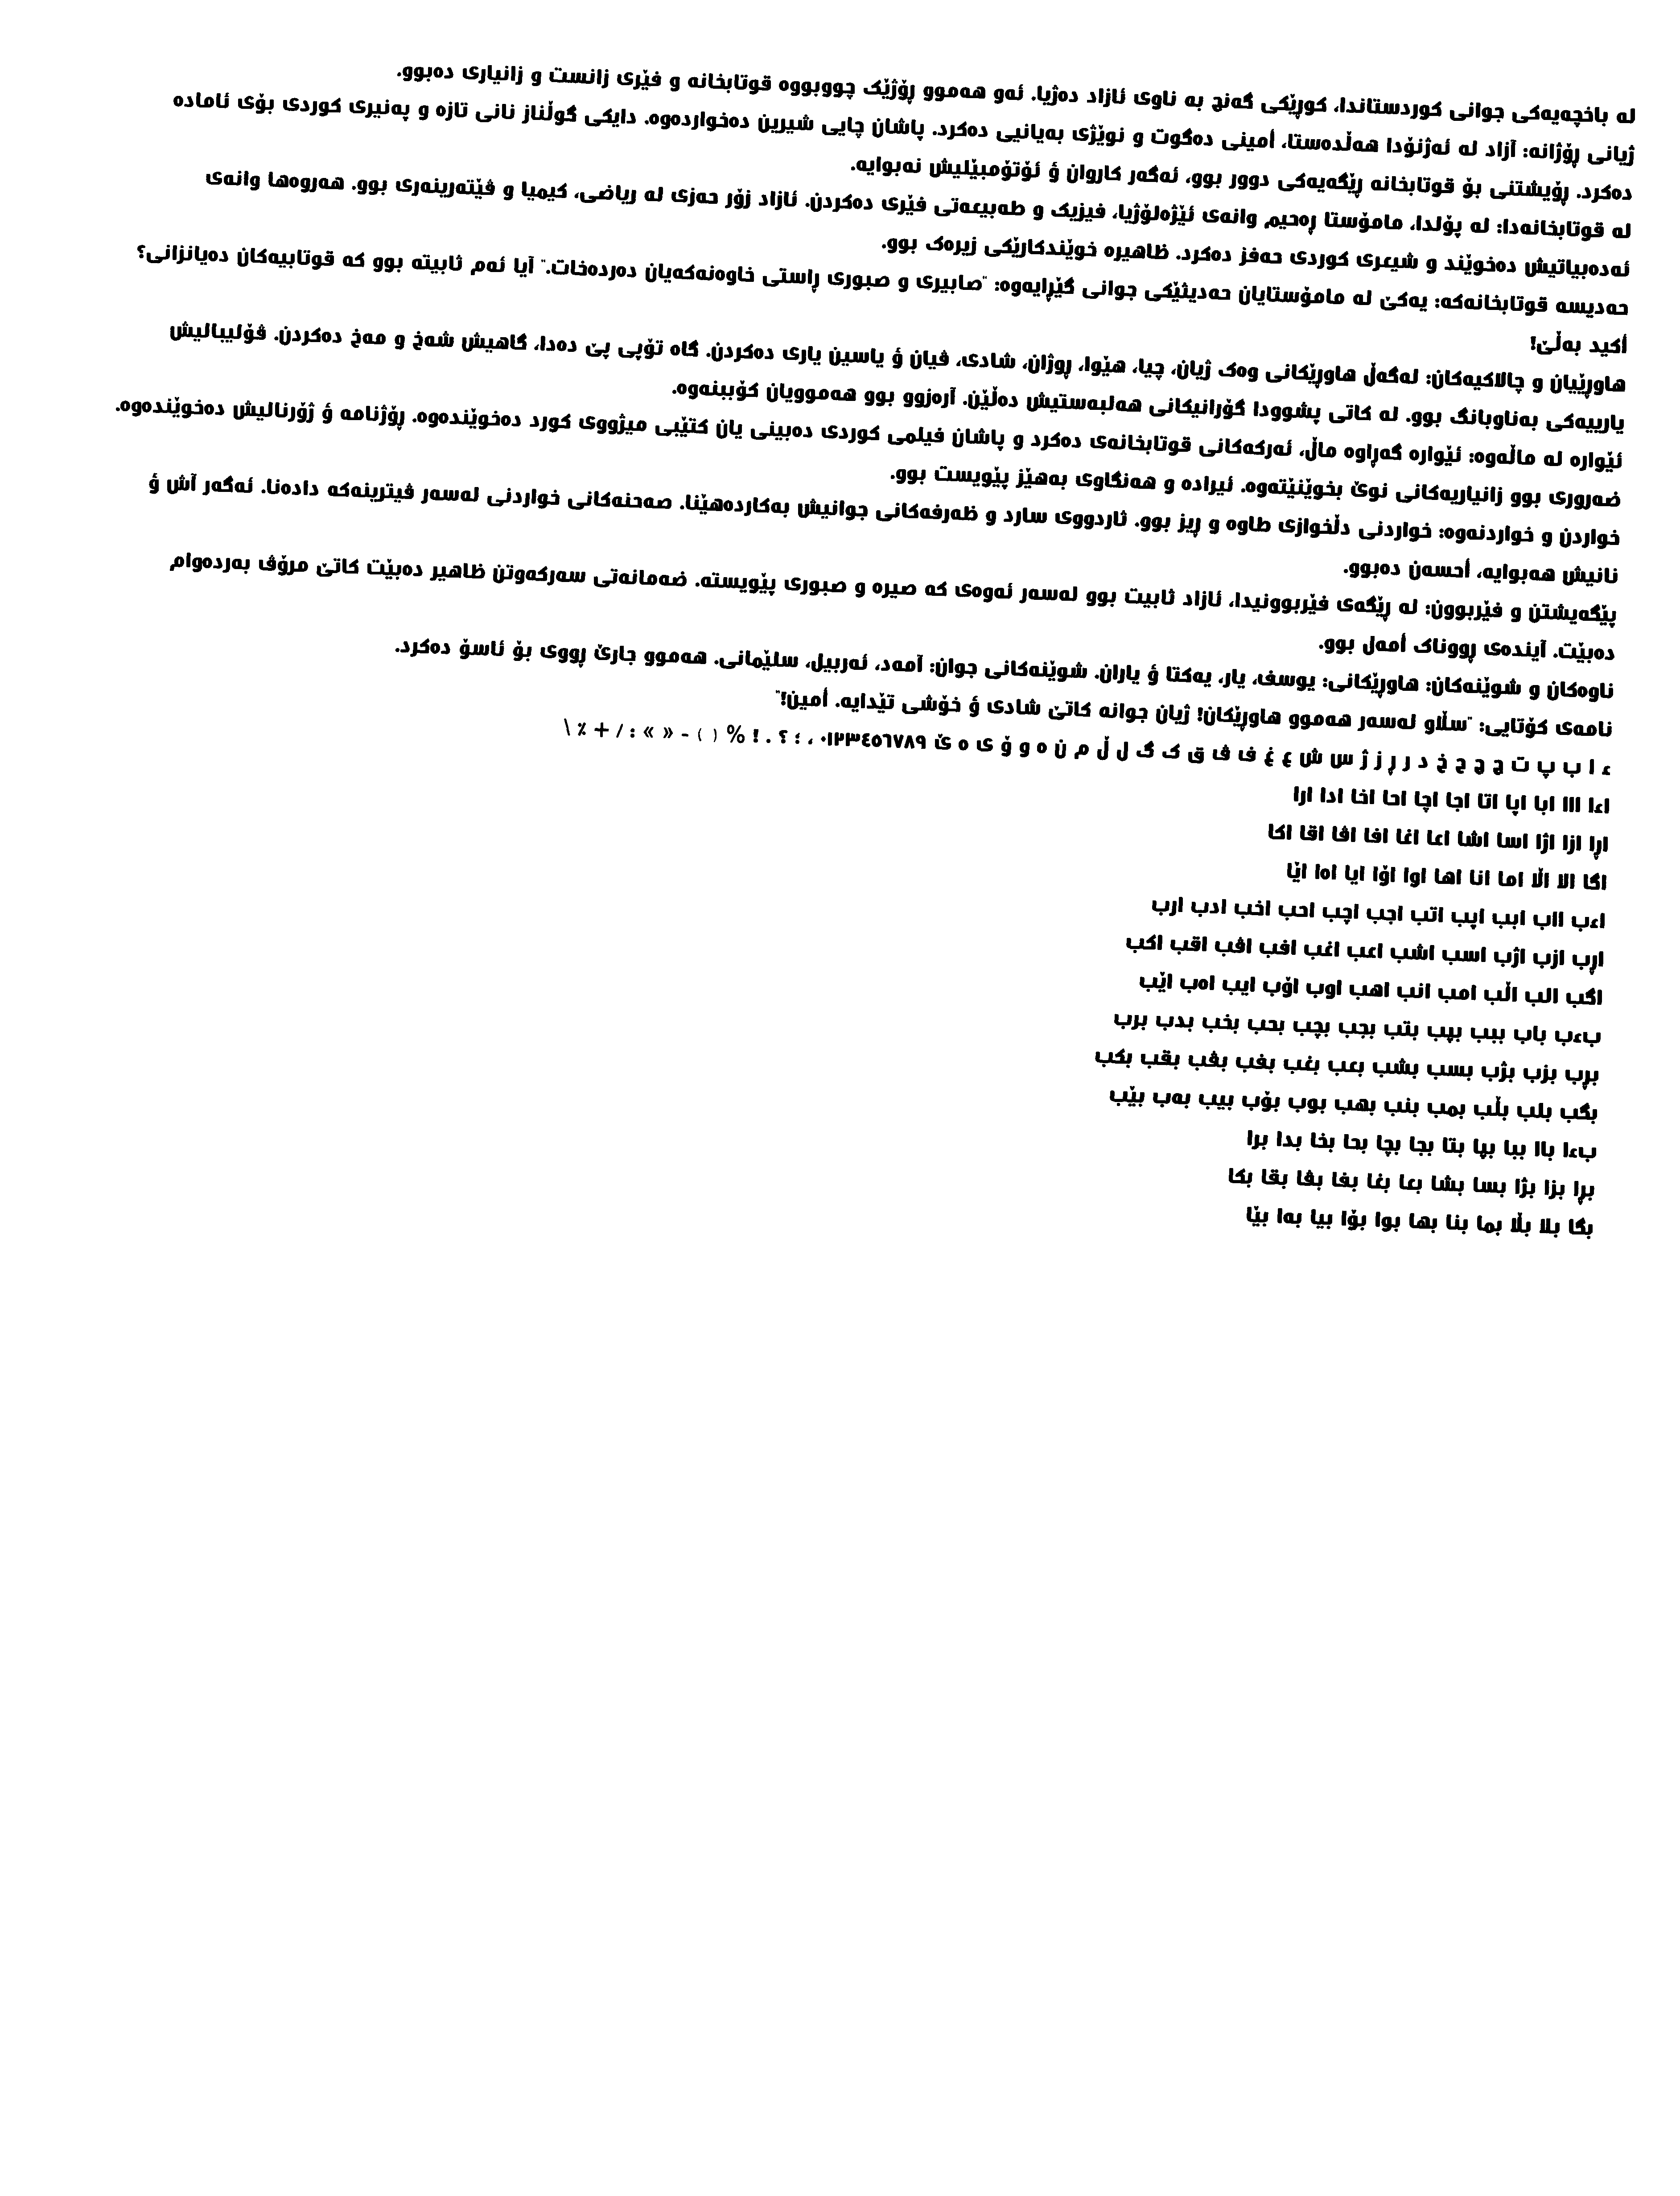 لە باخچەیەکی جوانی کوردستاندا، کوڕێکی گەنج بە ناوی ئازاد دەژیا. ئەو هەموو ڕۆژێک چووبووە قوتابخانە و فێری زانست و زانیاری دەبوو.
ژیانی ڕۆژانە: آزاد لە ئەژنۆدا هەڵدەستا، أمینی دەگوت و نوێژی بەیانیی دەکرد. پاشان چایی شیرین دەخواردەوە. دایکی گوڵناز نانی تازە و پەنیری کوردی بۆی ئامادە
دەکرد. ڕۆیشتنی بۆ قوتابخانە ڕێگەیەکی دوور بوو، ئەگەر کاروان ؤ ئۆتۆمبێلیش نەبوایە.
لە قوتابخانەدا: لە پۆلدا، مامۆستا ڕەحیم وانەی ئێژەلۆژیا، فیزیک و طەبیعەتی فێری دەکردن. ئازاد زۆر حەزی لە ریاضی، کیمیا و ڤێتەرینەری بوو. هەروەها وانەی
ئەدەبیاتیش دەخوێند و شیعری کوردی حەفز دەکرد. ظاهیرە خوێندکارێکی زیرەک بوو.
حەدیسە قوتابخانەکە: یەکێ لە مامۆستایان حەدیثێکی جوانی گێڕایەوە: "صابیری و صبوری ڕاستی خاوەنەکەیان دەردەخات." آیا ئەم ثابیتە بوو کە قوتابیەکان دەیانزانی؟
أکید بەڵێ!
هاوڕێیان و چالاکیەکان: لەگەڵ هاوڕێکانی وەک ژیان، چیا، هێوا، ڕوژان، شادی، ڤیان ؤ یاسین یاری دەکردن. گاه تۆپی پێ دەدا، گاهیش شەخ و مەخ دەکردن. ڤۆلیبالیش
یارییەکی بەناوبانگ بوو. لە کاتی پشوودا گۆرانیکانی هەلبەستیش دەڵێن. آرەزوو بوو هەموویان کۆببنەوە.
ئێوارە لە ماڵەوە: ئێوارە گەڕاوە ماڵ، ئەرکەکانی قوتابخانەی دەکرد و پاشان فیلمی کوردی دەبینی یان کتێبی میژووی کورد دەخوێندەوە. ڕۆژنامە ؤ ژۆرنالیش دەخوێندەوە.
ضەروری بوو زانیاریەکانی نوێ بخوێنێتەوە. ئیرادە و هەنگاوی بەهێز پێویست بوو.
خواردن و خواردنەوە: خواردنی دڵخوازی طاوە و ڕیز بوو. ثاردووی سارد و ظەرفەکانی جوانیش بەکاردەهێنا. صەحنەکانی خواردنی لەسەر ڤیترینەکە دادەنا. ئەگەر آش ؤ
نانیش هەبوایە، أحسەن دەبوو.
پێگەیشتن و فێربوون: لە ڕێگەی فێربوونیدا، ئازاد ثابیت بوو لەسەر ئەوەی کە صیرە و صبوری پێویستە. ضەمانەتی سەرکەوتن ظاهیر دەبێت کاتێ مرۆڤ بەردەوام
دەبێت. آیندەی ڕووناک أمەل بوو.
ناوەکان و شوێنەکان: هاوڕێکانی: یوسف، یار، یەکتا ؤ یاران. شوێنەکانی جوان: آمەد، ئەربیل، سلێمانی. هەموو جارێ ڕووی بۆ ئاسۆ دەکرد.
نامەی کۆتایی: "سڵاو لەسەر هەموو هاوڕێکان! ژیان جوانە کاتێ شادی ؤ خۆشی تێدایە. أمین!"
ء ا ب پ ت ج چ ح خ د ر ڕ ز ژ س ش ع غ ف ڤ ق ک گ ل ڵ م ن ه و ۆ ی ە ێ ٠١٢٣٤٥٦٧٨٩ ، ؛ ؟ . ! % ( ) - « » : / + ٪ \
اءا ااا ابا اپا اتا اجا اچا احا اخا ادا ارا
اڕا ازا اژا اسا اشا اعا اغا افا اڤا اقا اکا
اگا الا اڵا اما انا اها اوا اۆا ایا اەا اێا
اءب ااب ابب اپب اتب اجب اچب احب اخب ادب ارب
اڕب ازب اژب اسب اشب اعب اغب افب اڤب اقب اکب
اگب الب اڵب امب انب اهب اوب اۆب ایب اەب اێب
بءب باب ببب بپب بتب بجب بچب بحب بخب بدب برب
بڕب بزب بژب بسب بشب بعب بغب بفب بڤب بقب بکب
بگب بلب بڵب بمب بنب بهب بوب بۆب بیب بەب بێب
بءا باا ببا بپا بتا بجا بچا بحا بخا بدا برا
بڕا بزا بژا بسا بشا بعا بغا بفا بڤا بقا بکا
بگا بلا بڵا بما بنا بها بوا بۆا بیا بەا بێا